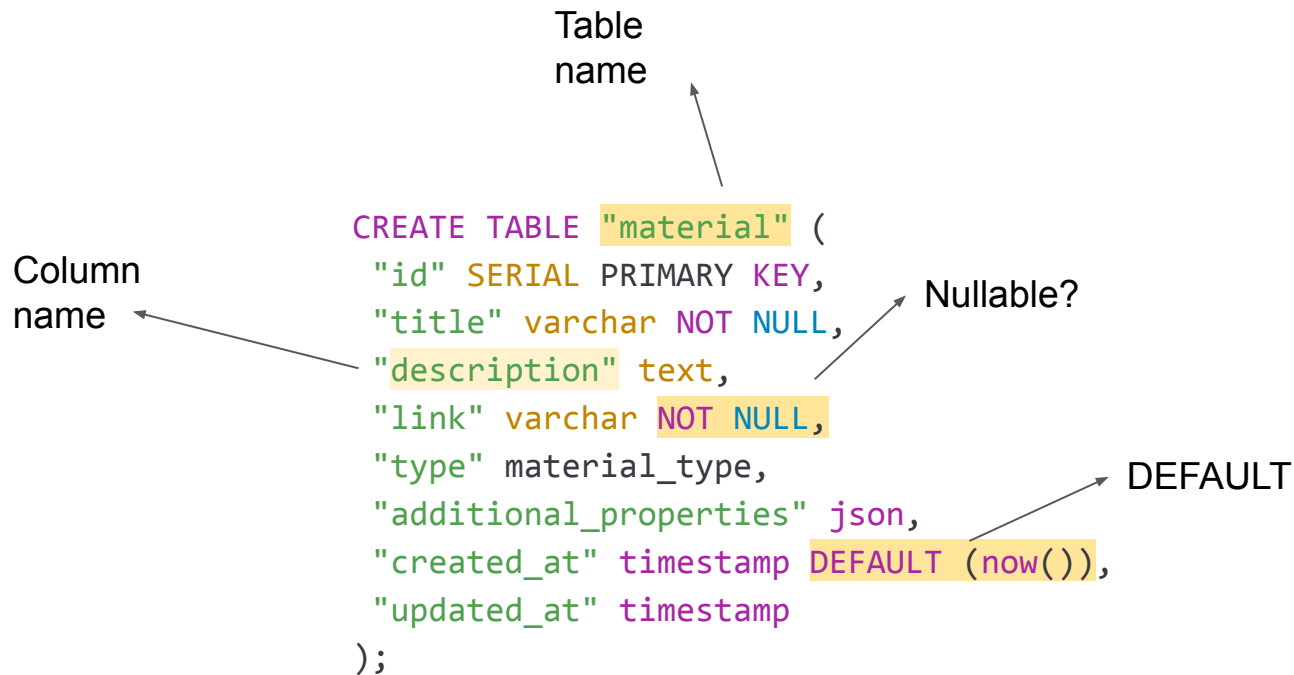 Table
name
CREATE TABLE "material" (
"id" SERIAL PRIMARY KEY,
Column
name
Nullable?
"title" varchar NOT NULL,
"description" text,
"link" varchar NOT NULL,
"type" material_type,
DEFAULT
"additional_properties" json,
"created_at" timestamp DEFAULT (now()),
"updated_at" timestamp
);